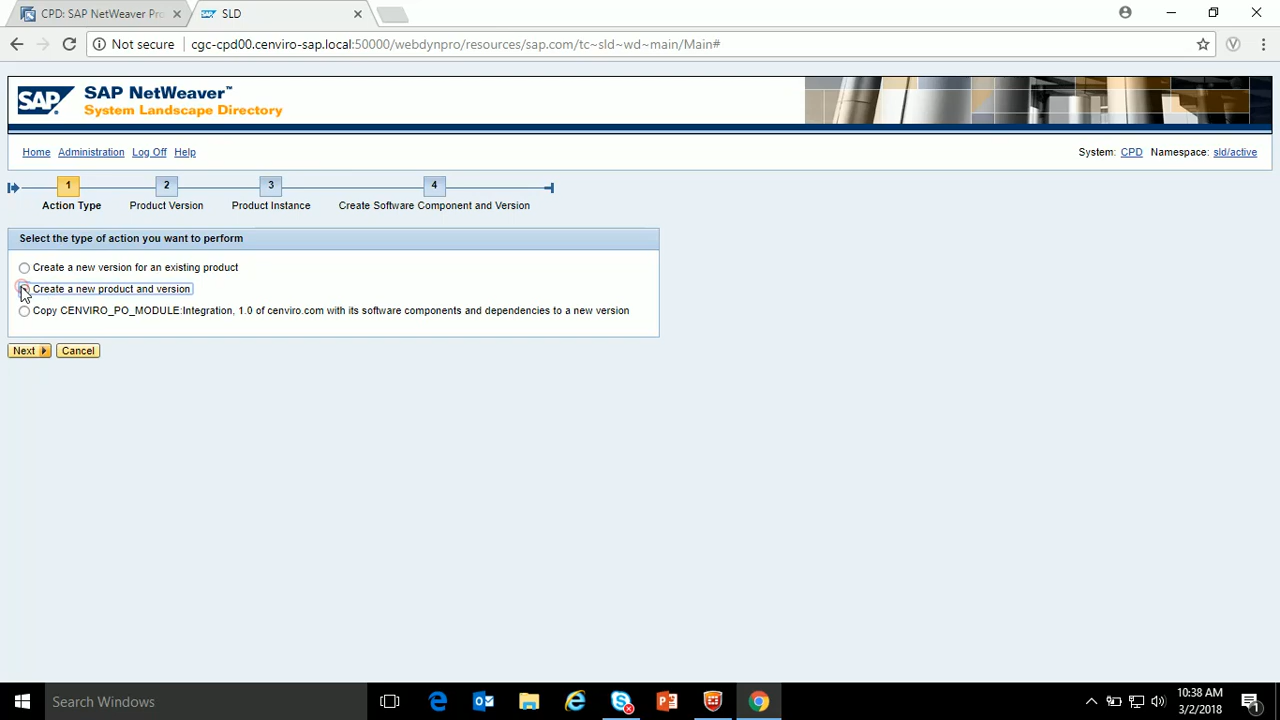 CPD: SAP NetWeaver Pro
SLD
Not secure
cgc-cpd00.cenviro-sap.local:50000/webdynpro/resources/sap.com/tc~sld~wd~main/Main#
V
SAP
SAP NetWeaver™
System Landscape Directory
Home Administration Log Off Help
System: CPD Namespace: sld/active
1 2 3 4
Action Type Product Version Product Instance Create Software Component and Version
Select the type of action you want to perform
Create a new version for an existing product
Create a new product and version
Copy CENVIRO_PO_MODULE:Integration, 1.0 of cenviro.com with its software components and dependencies to a new version
Next Cancel
Search Windows
10:38 AM
3/2/2018
1